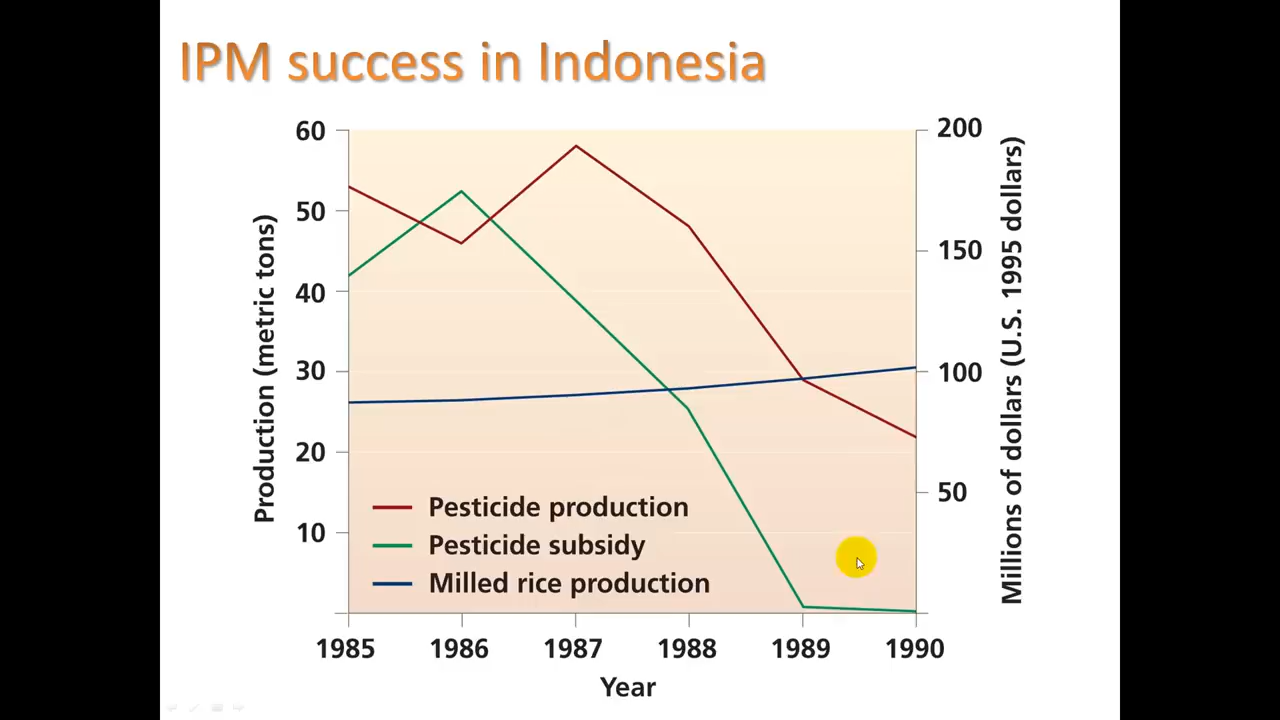 IPM success in Indonesia
60
50
40
30
20
10
Production (metric tons)
200
150
100
50
Millions of dollars (U.S. 1995 dollars)
Pesticide production
Pesticide subsidy
Milled rice production
1985 1986 1987 1988 1989 1990
Year